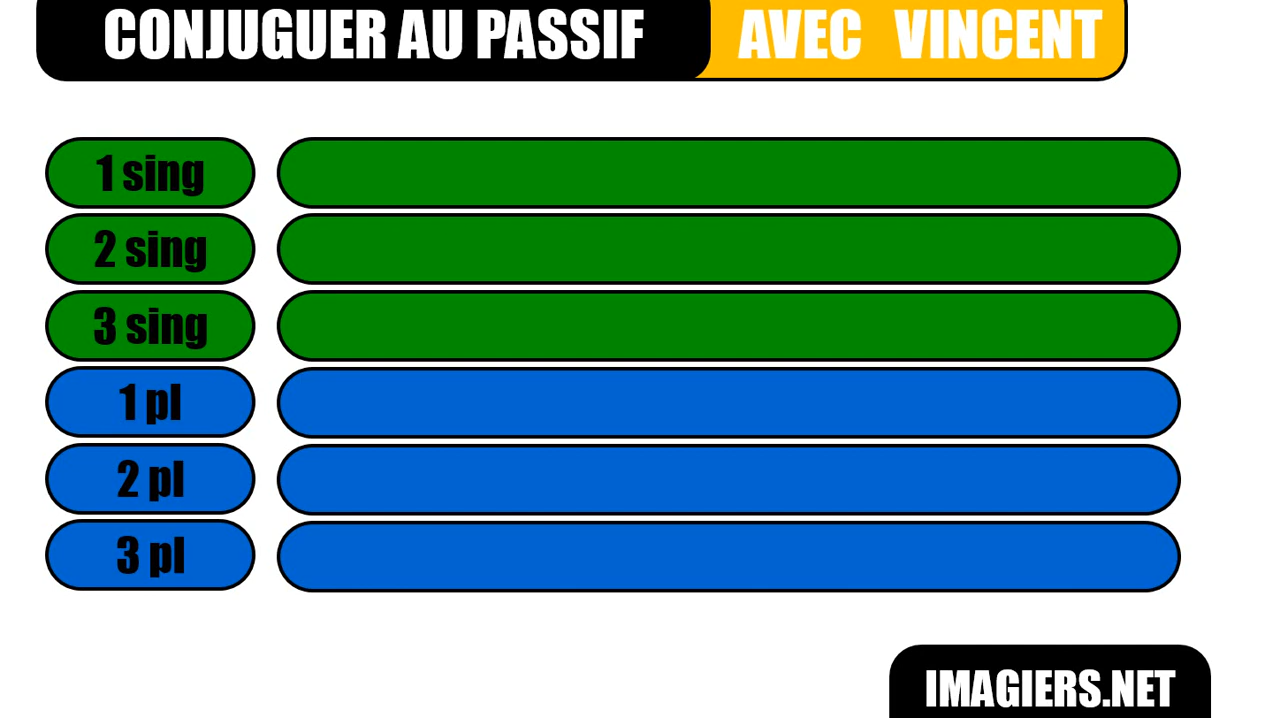 CONJUGUER AU PASSIF AVEC VINCENT
1 sing
2 sing
3 sing
1 pl
2 pl
3 pl
IMAGIERS.NET